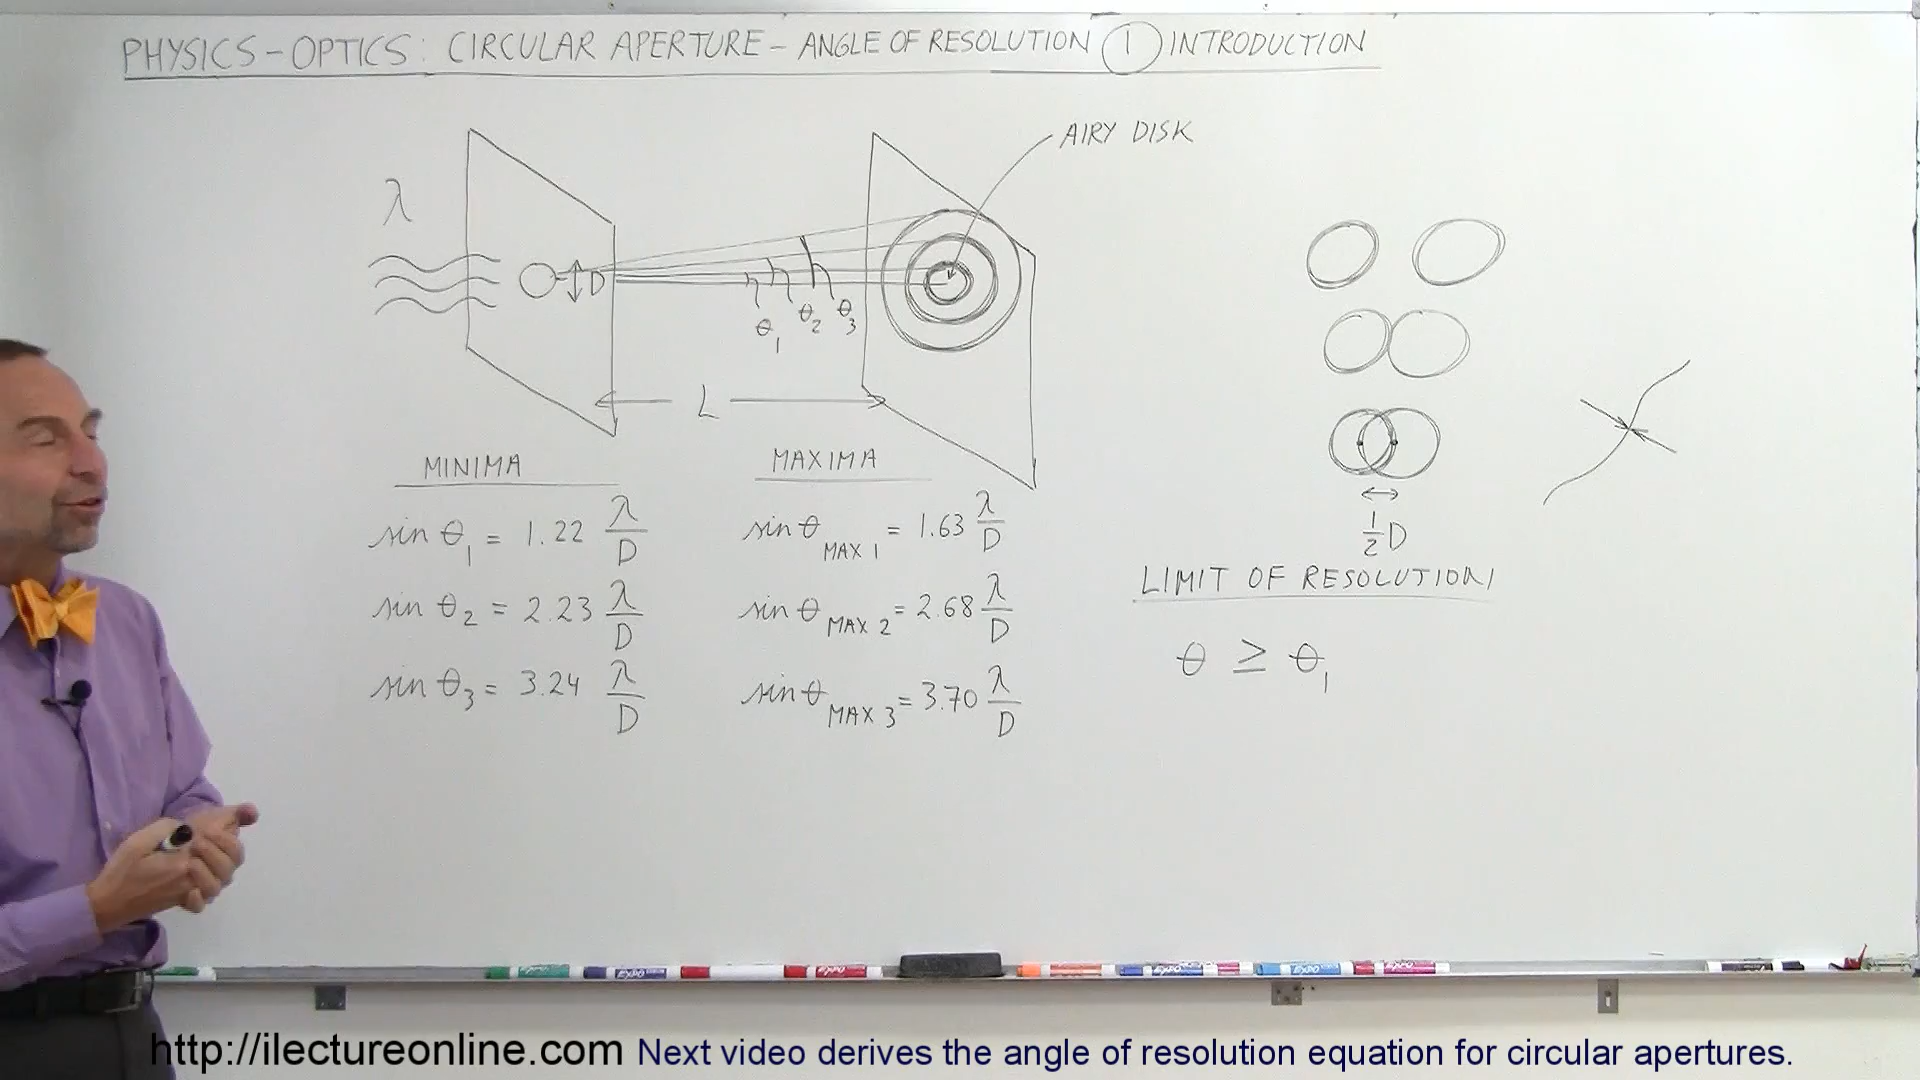 PHYSICS - OPTICS: CIRCULAR APERTURE - ANGLE OF RESOLUTION 1 INTRODUCTION
AIRY DISK
λ
D
θ1
θ2
θ3
L
MINIMA
sin θ1 = 1.22 λ/D
sin θ2 = 2.23 λ/D
sin θ3 = 3.24 λ/D
MAXIMA
sin θ MAX 1 = 1.63 λ/D
sin θ MAX 2 = 2.68 λ/D
sin θ MAX 3 = 3.70 λ/D
1/2 D
LIMIT OF RESOLUTION
θ ≥ θ1
http://ilectureonline.com Next video derives the angle of resolution equation for circular apertures.